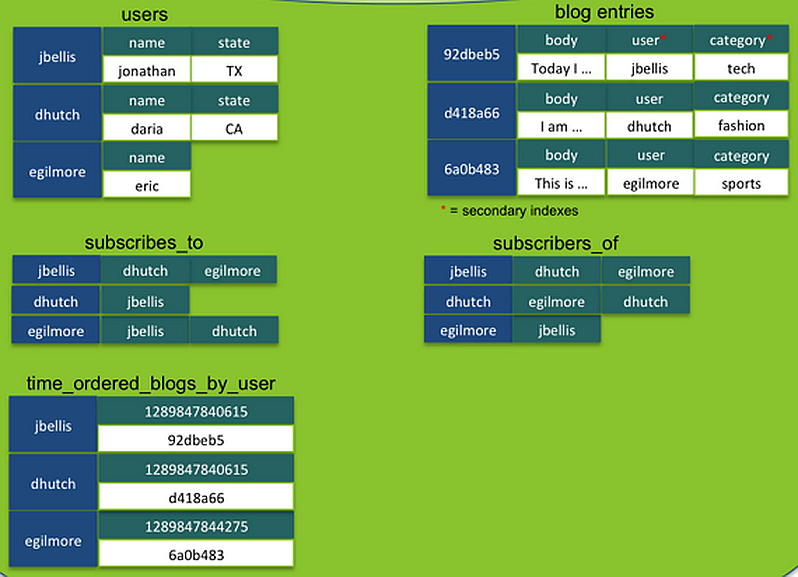 users
jbellis name state
jonathan TX
dhutch name state
daria CA
egilmore name
eric
blog entries
92dbeb5 body user* category*
Today I ... jbellis tech
d418a66 body user category
I am ... dhutch fashion
6a0b483 body user category
This is ... egilmore sports
* = secondary indexes
subscribes_to
jbellis dhutch egilmore
dhutch jbellis
egilmore jbellis dhutch
subscribers_of
jbellis dhutch egilmore
dhutch egilmore dhutch
egilmore jbellis
time_ordered_blogs_by_user
jbellis 1289847840615
92dbeb5
dhutch 1289847840615
d418a66
egilmore 1289847844275
6a0b483